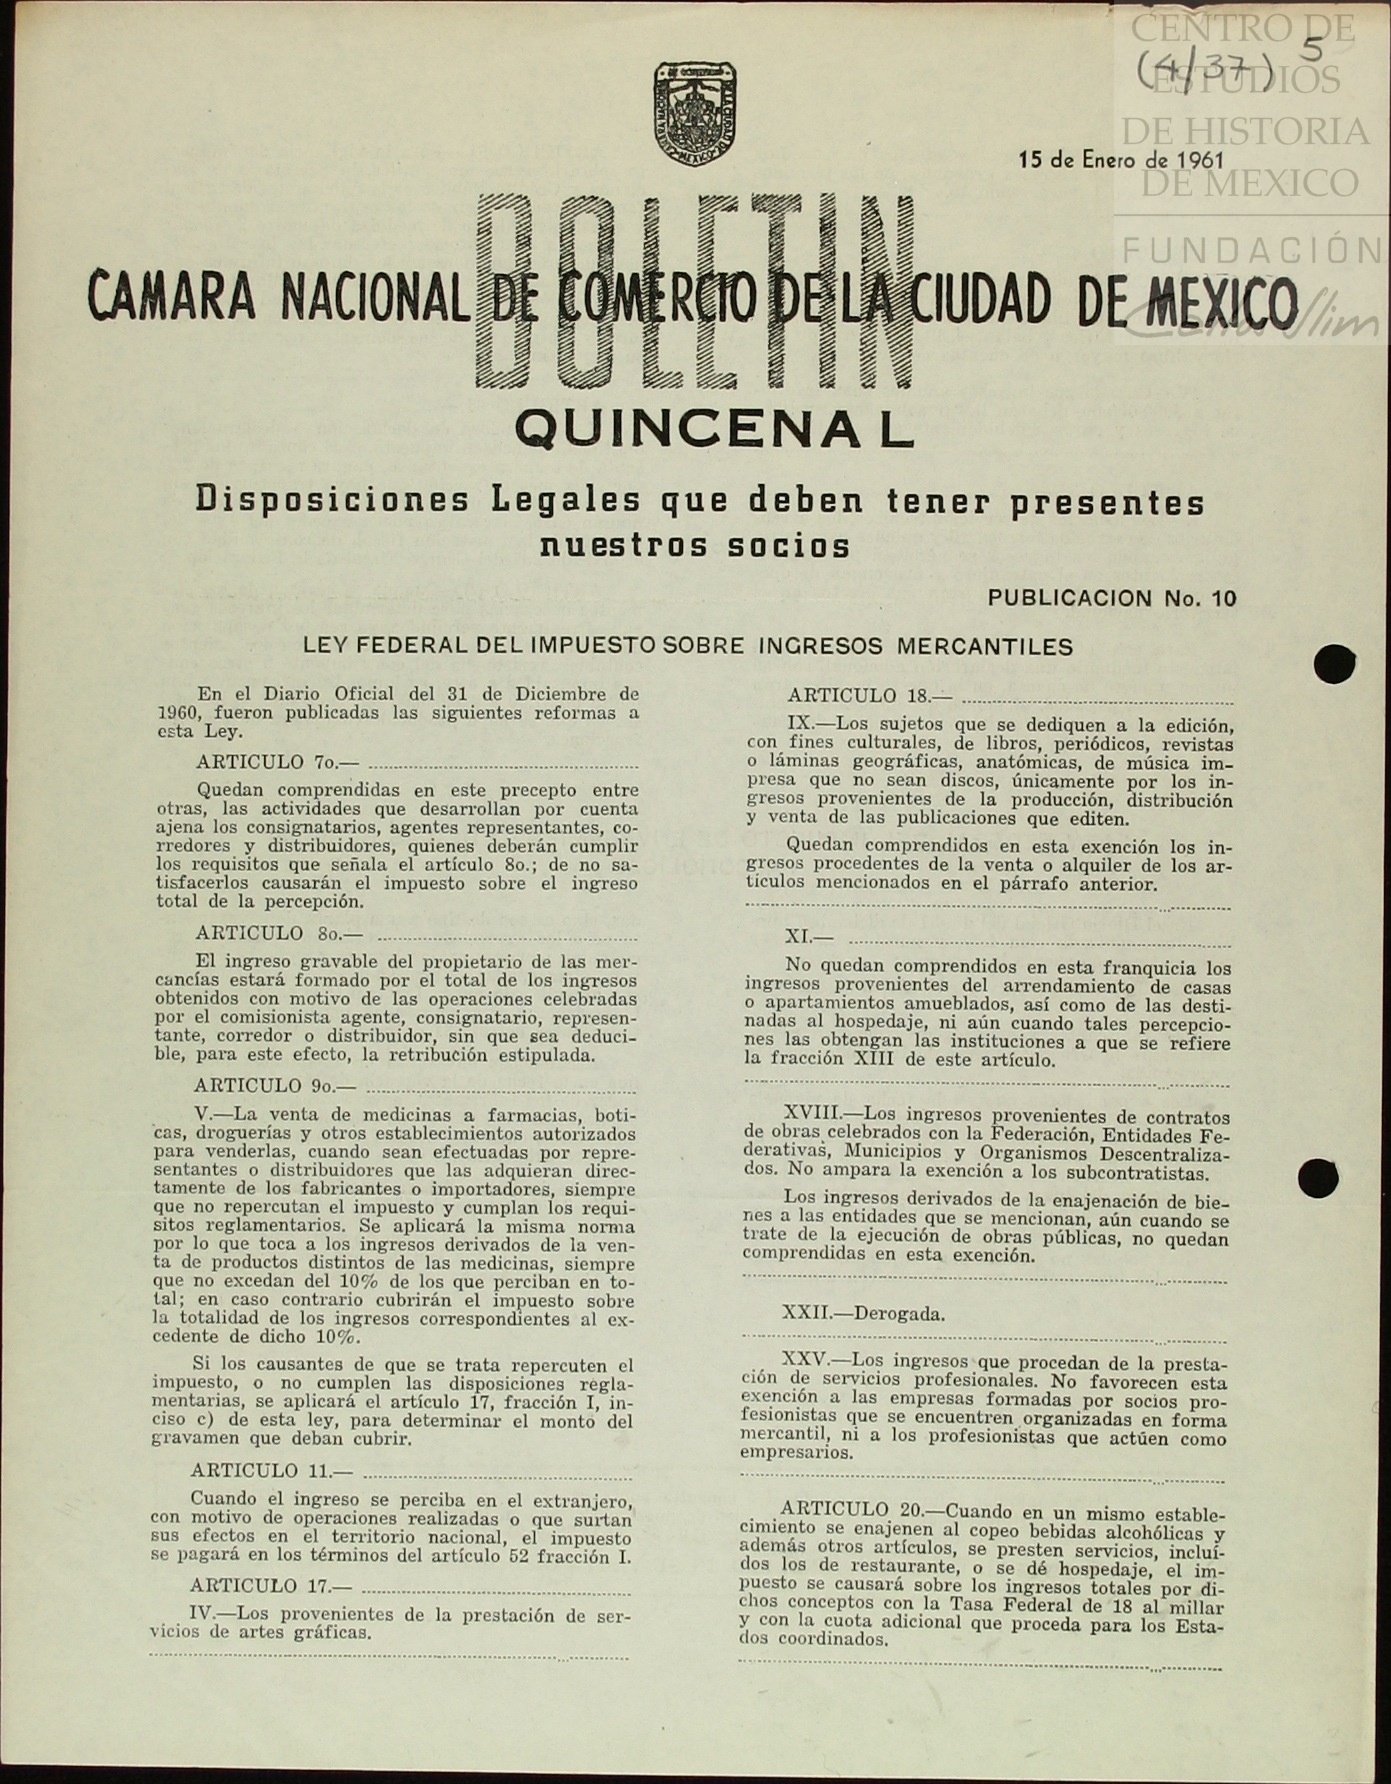 CENTRO DE
ESTUDIOS
DE HISTORIA
DE MEXICO
FUNDACIÓN
Carlos Slim
(4/37) 5
15 de Enero de 1961
BOLETIN
CAMARA NACIONAL DE COMERCIO DE LA CIUDAD DE MEXICO
QUINCENAL
Disposiciones Legales que deben tener presentes
nuestros socios
PUBLICACION No. 10
LEY FEDERAL DEL IMPUESTO SOBRE INGRESOS MERCANTILES
En el Diario Oficial del 31 de Diciembre de
1960, fueron publicadas las siguientes reformas a
esta Ley.
ARTICULO 7o.—
Quedan comprendidas en este precepto entre
otras, las actividades que desarrollan por cuenta
ajena los consignatarios, agentes representantes, co-
rredores y distribuidores, quienes deberán cumplir
los requisitos que señala el artículo 8o.; de no sa-
tisfacerlos causarán el impuesto sobre el ingreso
total de la percepción.
ARTICULO 8o.—
El ingreso gravable del propietario de las mer-
cancías estará formado por el total de los ingresos
obtenidos con motivo de las operaciones celebradas
por el comisionista agente, consignatario, represen-
tante, corredor o distribuidor, sin que sea deduci-
ble, para este efecto, la retribución estipulada.
ARTICULO 9o.—
V.—La venta de medicinas a farmacias, boti-
cas, droguerías y otros establecimientos autorizados
para venderlas, cuando sean efectuadas por repre-
sentantes o distribuidores que las adquieran direc-
tamente de los fabricantes o importadores, siempre
que no repercutan el impuesto y cumplan los requi-
sitos reglamentarios. Se aplicará la misma norma
por lo que toca a los ingresos derivados de la ven-
ta de productos distintos de las medicinas, siempre
que no excedan del 10% de los que perciban en to-
tal; en caso contrario cubrirán el impuesto sobre
la totalidad de los ingresos correspondientes al ex-
cedente de dicho 10%.
Si los causantes de que se trata repercuten el
impuesto, o no cumplen las disposiciones regla-
mentarias, se aplicará el artículo 17, fracción I, in-
ciso c) de esta ley, para determinar el monto del
gravamen que deban cubrir.
ARTICULO 11.—
Cuando el ingreso se perciba en el extranjero,
con motivo de operaciones realizadas o que surtan
sus efectos en el territorio nacional, el impuesto
se pagará en los términos del artículo 52 fracción I.
ARTICULO 17.—
IV.—Los provenientes de la prestación de ser-
vicios de artes gráficas.
ARTICULO 18.—
IX.—Los sujetos que se dediquen a la edición,
con fines culturales, de libros, periódicos, revistas
o láminas geográficas, anatómicas, de música im-
presa que no sean discos, únicamente por los in-
gresos provenientes de la producción, distribución
y venta de las publicaciones que editen.
Quedan comprendidos en esta exención los in-
gresos procedentes de la venta o alquiler de los ar-
tículos mencionados en el párrafo anterior.
XI.—
No quedan comprendidos en esta franquicia los
ingresos provenientes del arrendamiento de casas
o apartamientos amueblados, así como de las desti-
nadas al hospedaje, ni aún cuando tales percepcio-
nes las obtengan las instituciones a que se refiere
la fracción XIII de este artículo.
XVIII.—Los ingresos provenientes de contratos
de obras celebrados con la Federación, Entidades Fe-
derativas, Municipios y Organismos Descentraliza-
dos. No ampara la exención a los subcontratistas.
Los ingresos derivados de la enajenación de bie-
nes a las entidades que se mencionan, aún cuando se
trate de la ejecución de obras públicas, no quedan
comprendidas en esta exención.
XXII.—Derogada.
XXV.—Los ingresos que procedan de la presta-
ción de servicios profesionales. No favorecen esta
exención a las empresas formadas por socios pro-
fesionistas que se encuentren organizadas en forma
mercantil, ni a los profesionistas que actúen como
empresarios.
ARTICULO 20.—Cuando en un mismo estable-
cimiento se enajenen al copeo bebidas alcohólicas y
además otros artículos, se presten servicios, incluí-
dos los de restaurante, o se dé hospedaje, el im-
puesto se causará sobre los ingresos totales por di-
chos conceptos con la Tasa Federal de 18 al millar
y con la cuota adicional que proceda para los Esta-
dos coordinados.